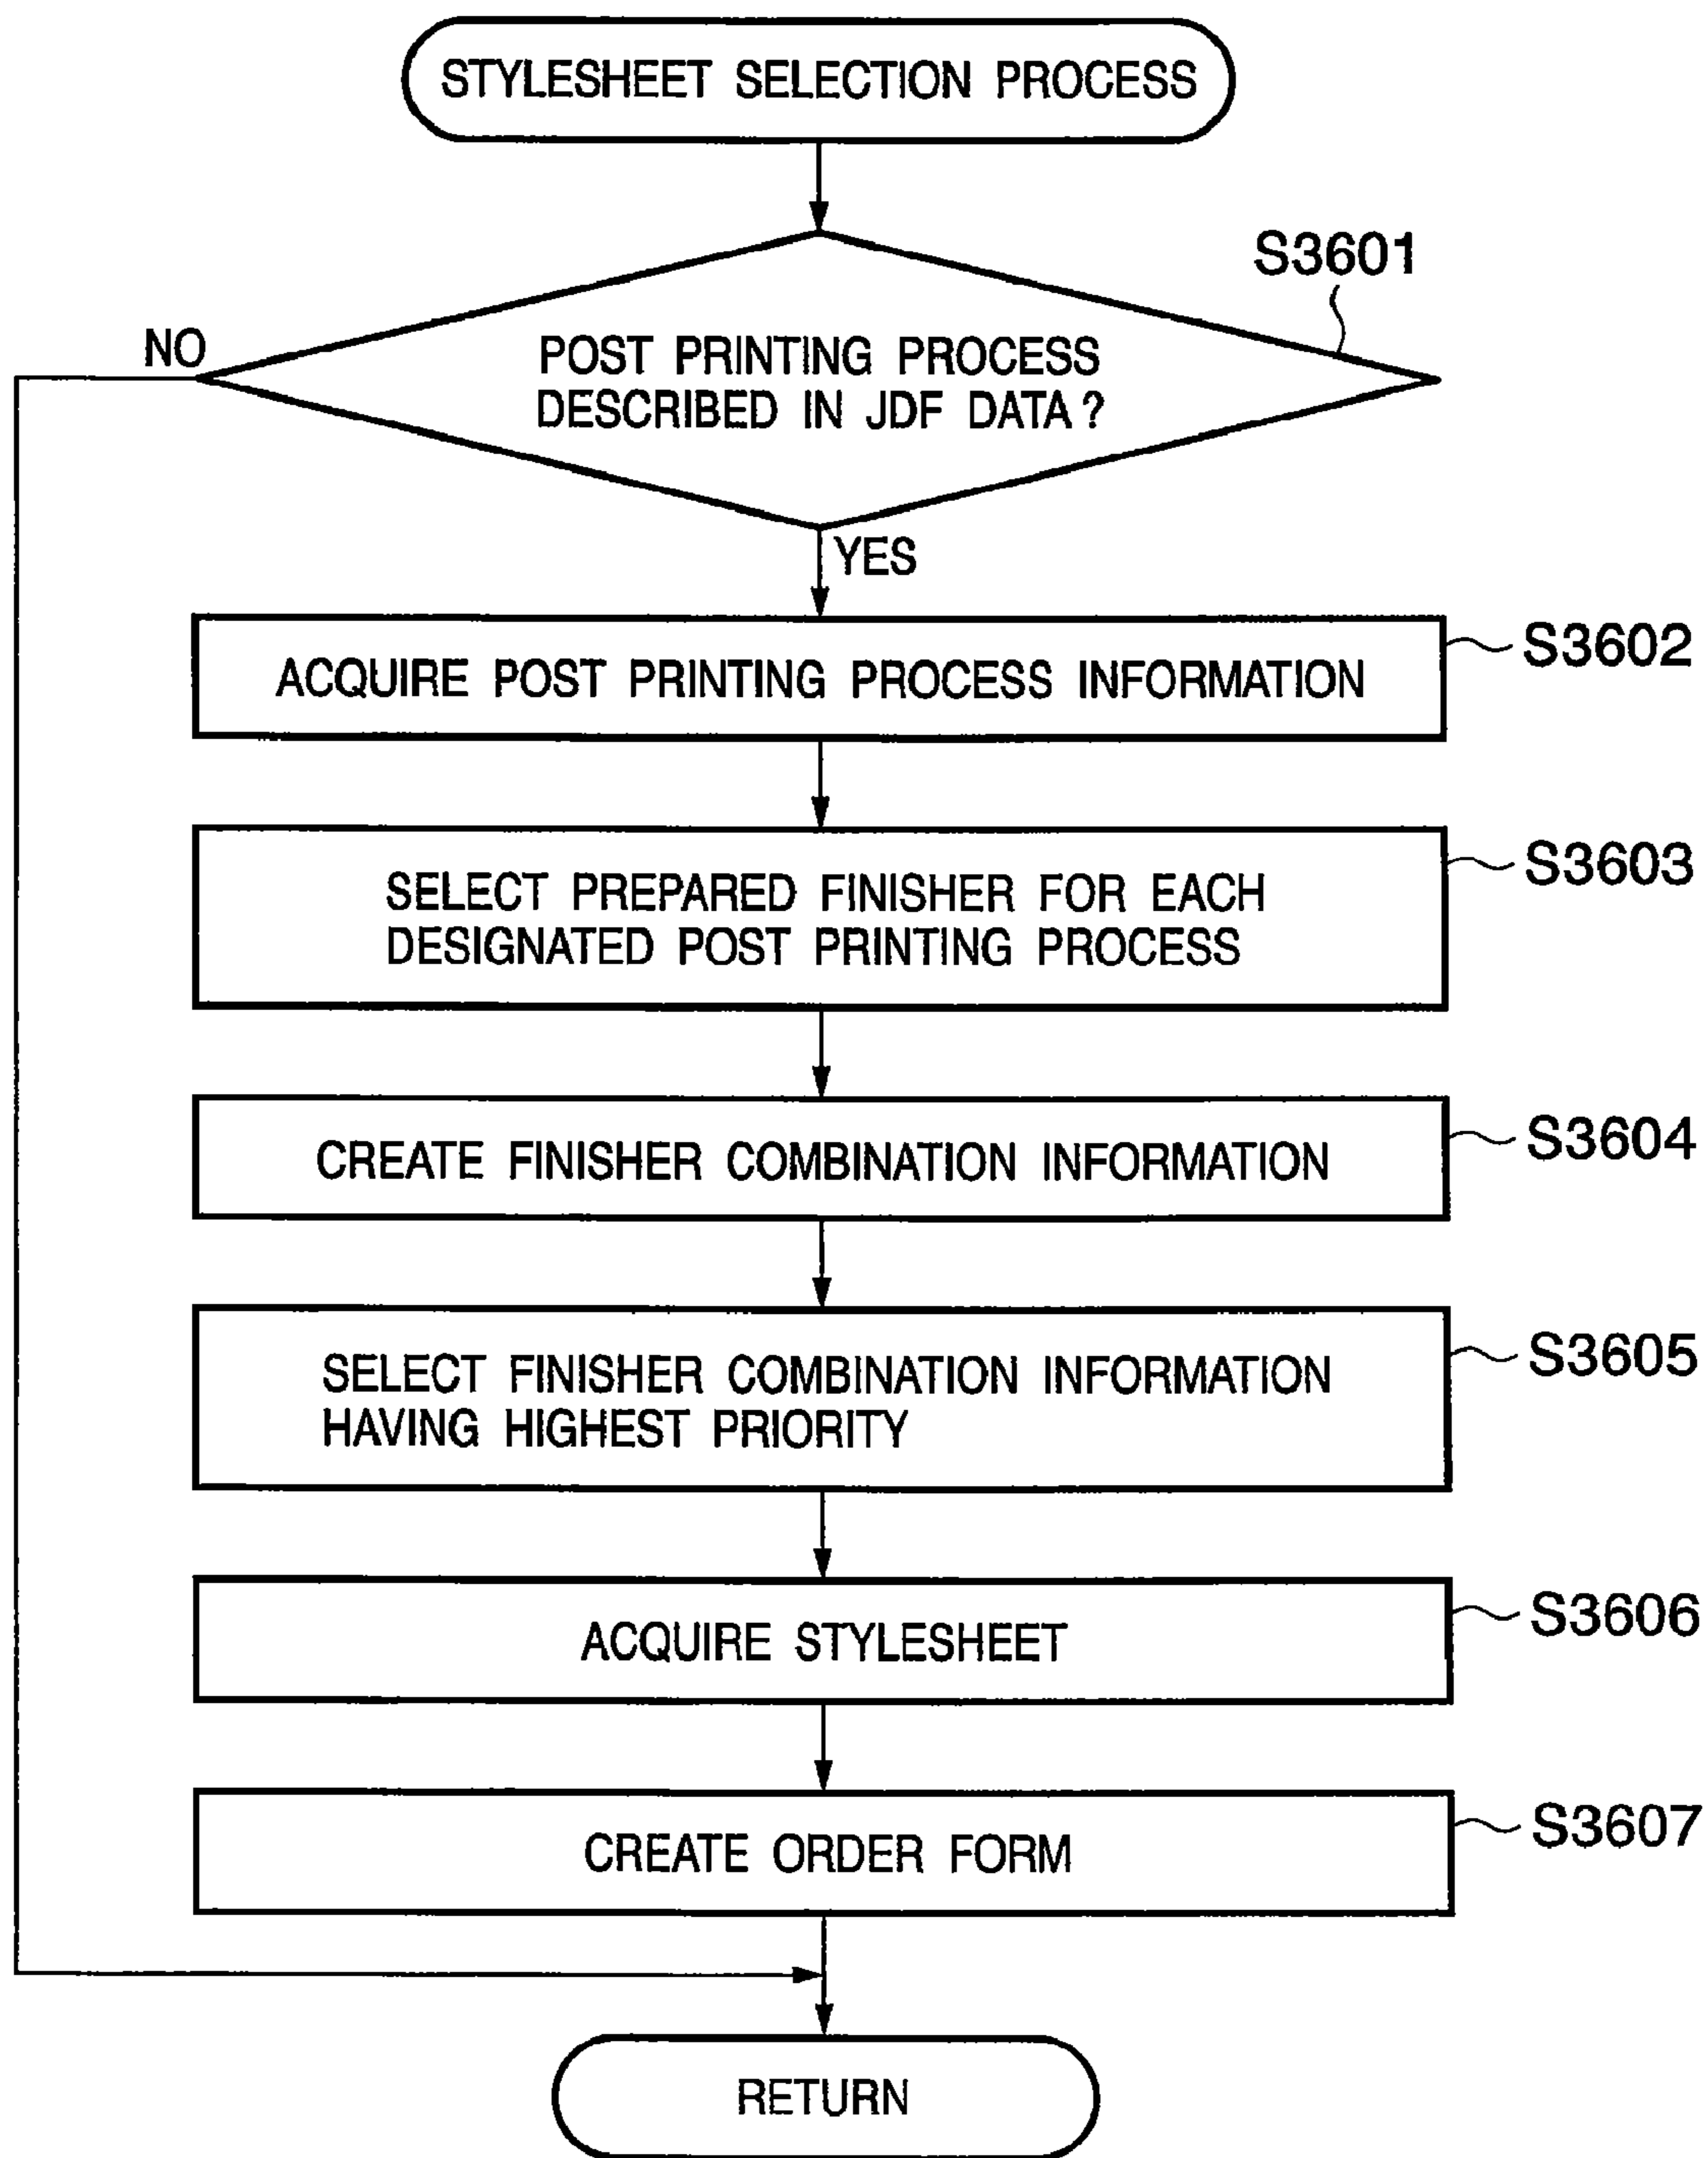 STYLESHEET SELECTION PROCESS
S3601
NO
POST PRINTING PROCESS
DESCRIBED IN JDF DATA?
YES
S3602
ACQUIRE POST PRINTING PROCESS INFORMATION
S3603
SELECT PREPARED FINISHER FOR EACH
DESIGNATED POST PRINTING PROCESS
S3604
CREATE FINISHER COMBINATION INFORMATION
S3605
SELECT FINISHER COMBINATION INFORMATION
HAVING HIGHEST PRIORITY
S3606
ACQUIRE STYLESHEET
S3607
CREATE ORDER FORM
RETURN